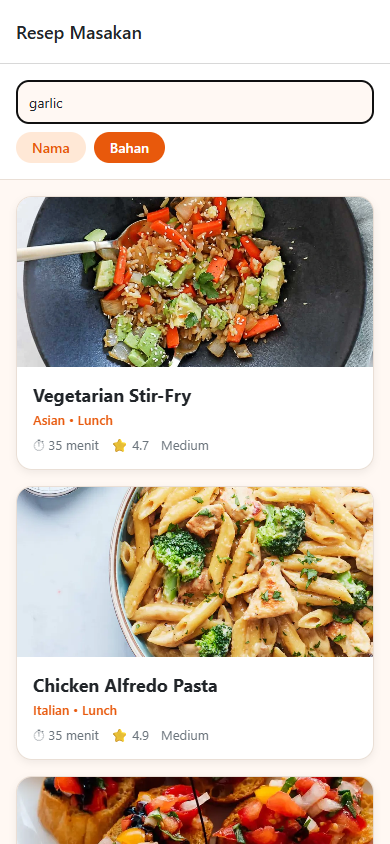 Resep Masakan
garlic
Nama Bahan
Vegetarian Stir-Fry
Asian • Lunch
⏱ 35 menit ⭐ 4.7 Medium
Chicken Alfredo Pasta
Italian • Lunch
⏱ 35 menit ⭐ 4.9 Medium